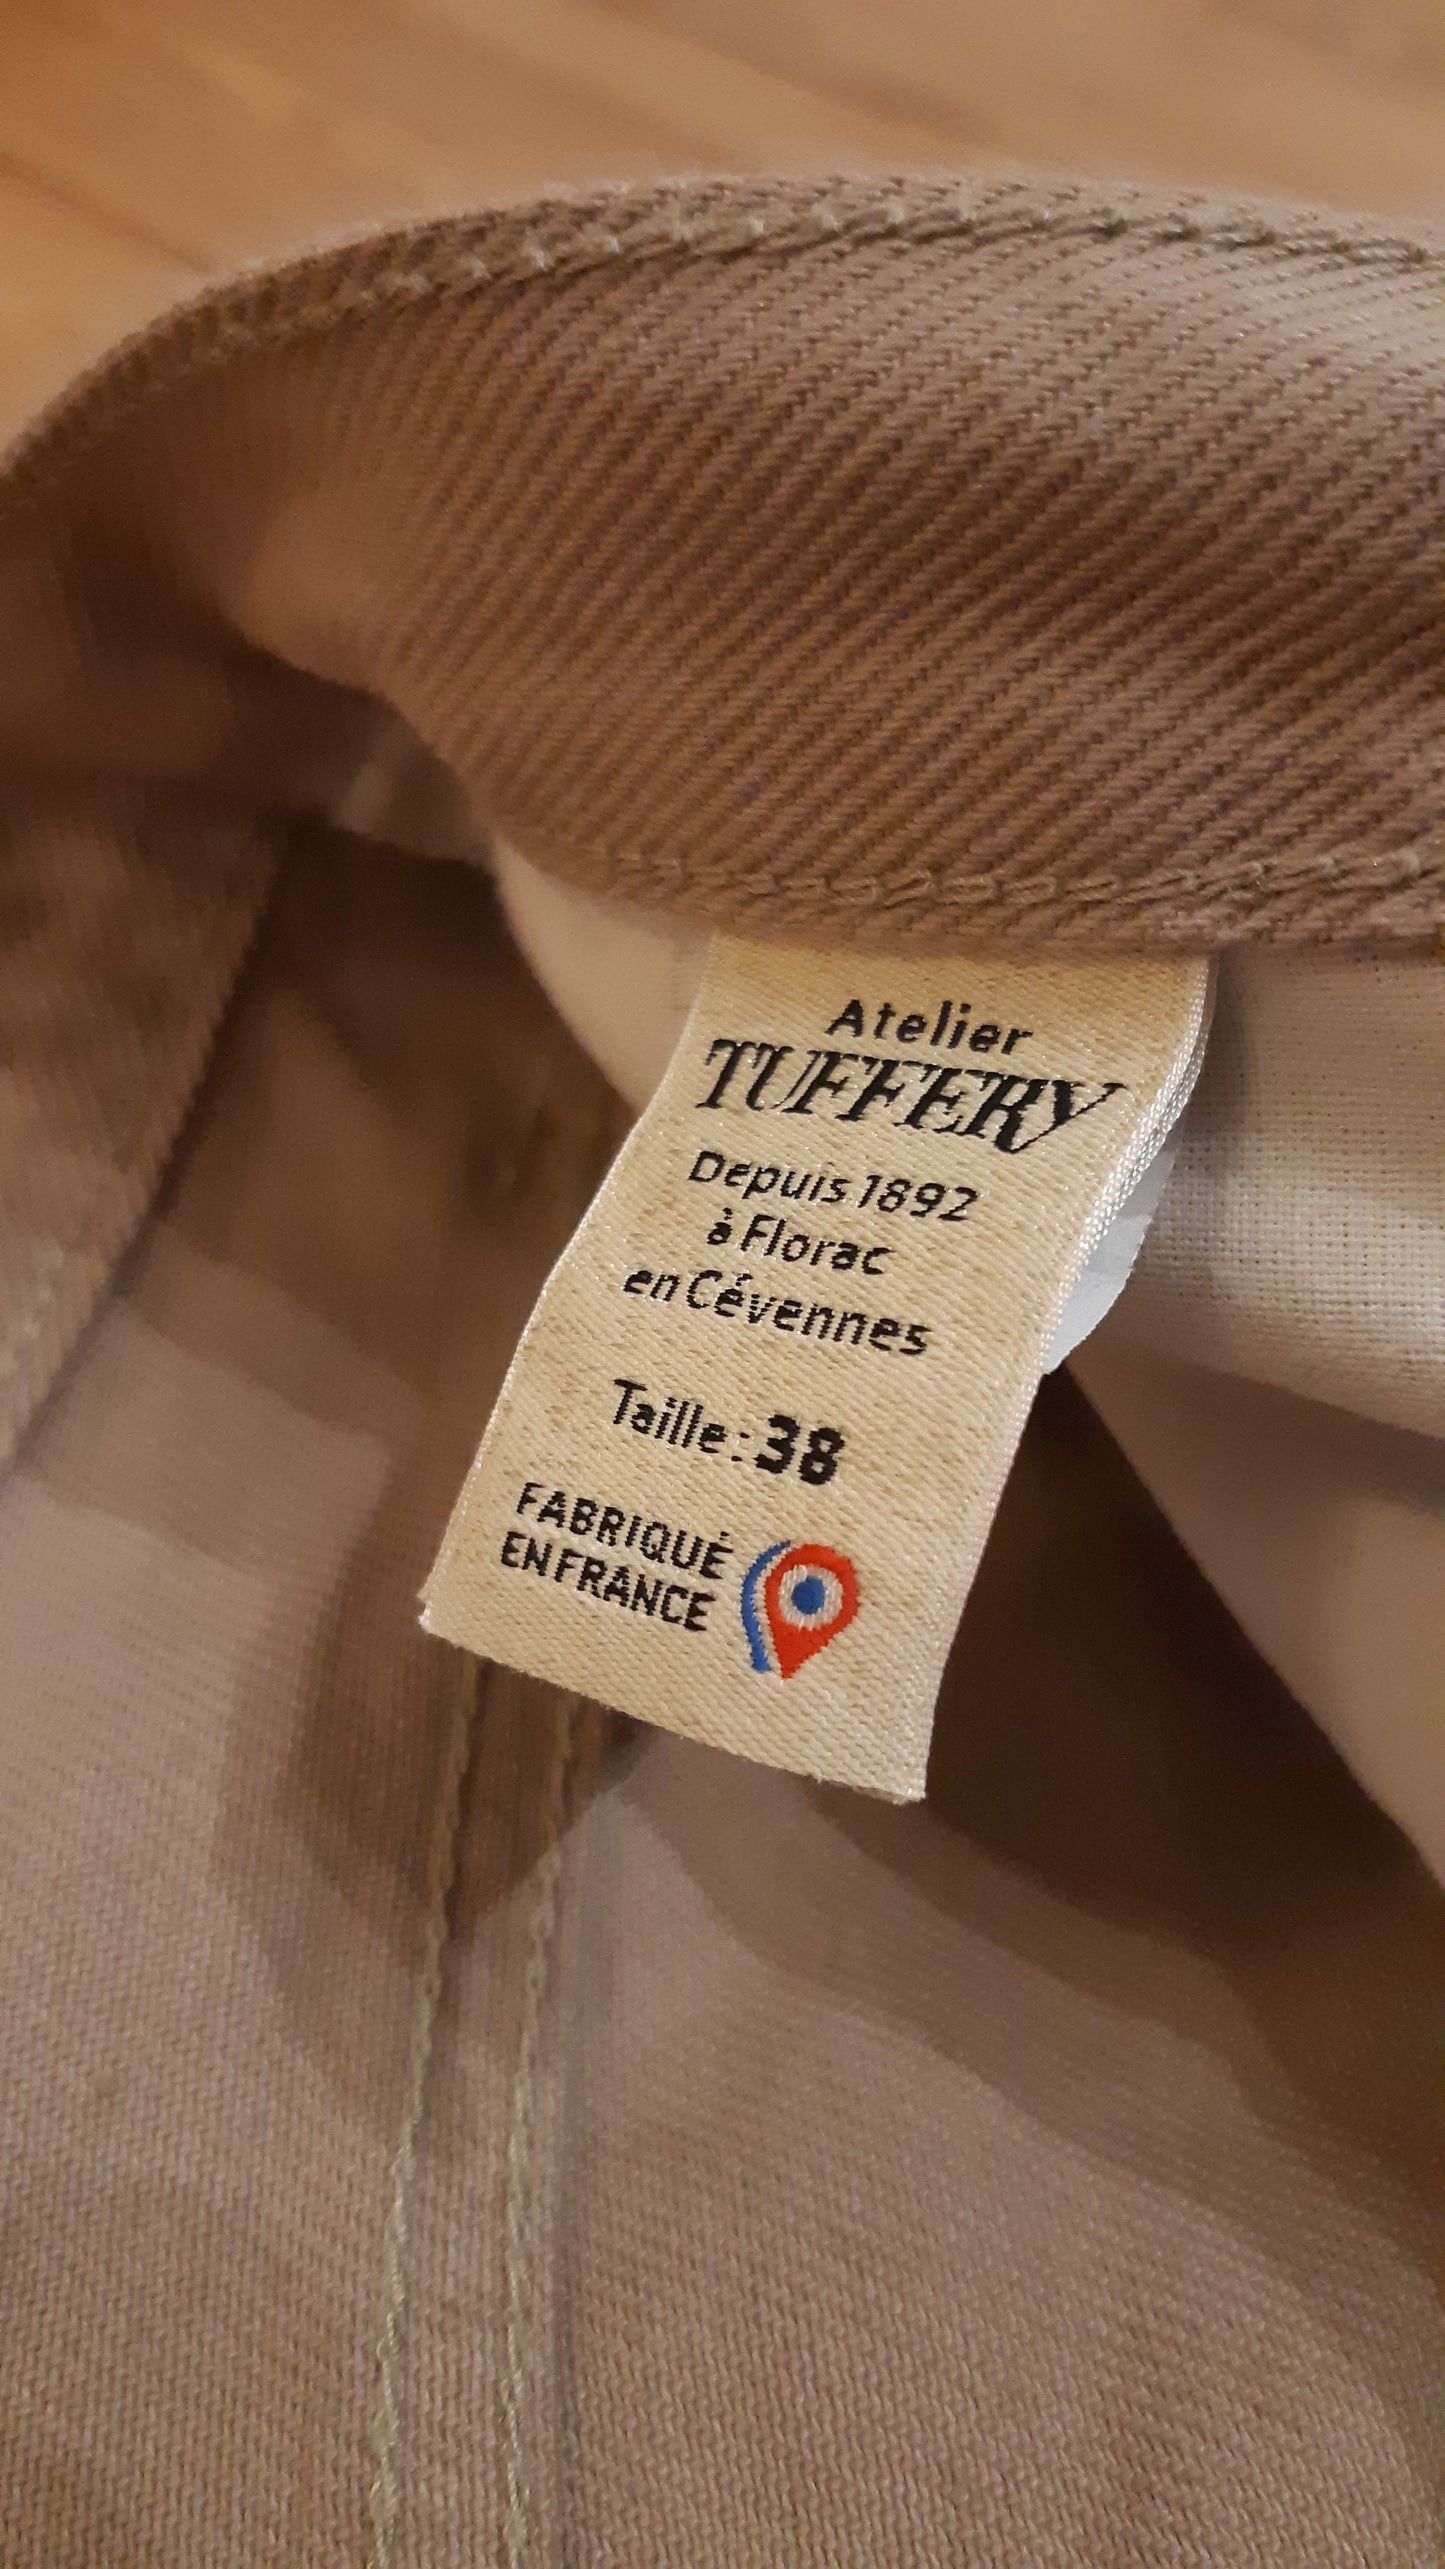 Atelier
TUFFERY
Depuis 1892
à Florac
en Cévennes
Taille : 38
FABRIQUÉ
EN FRANCE